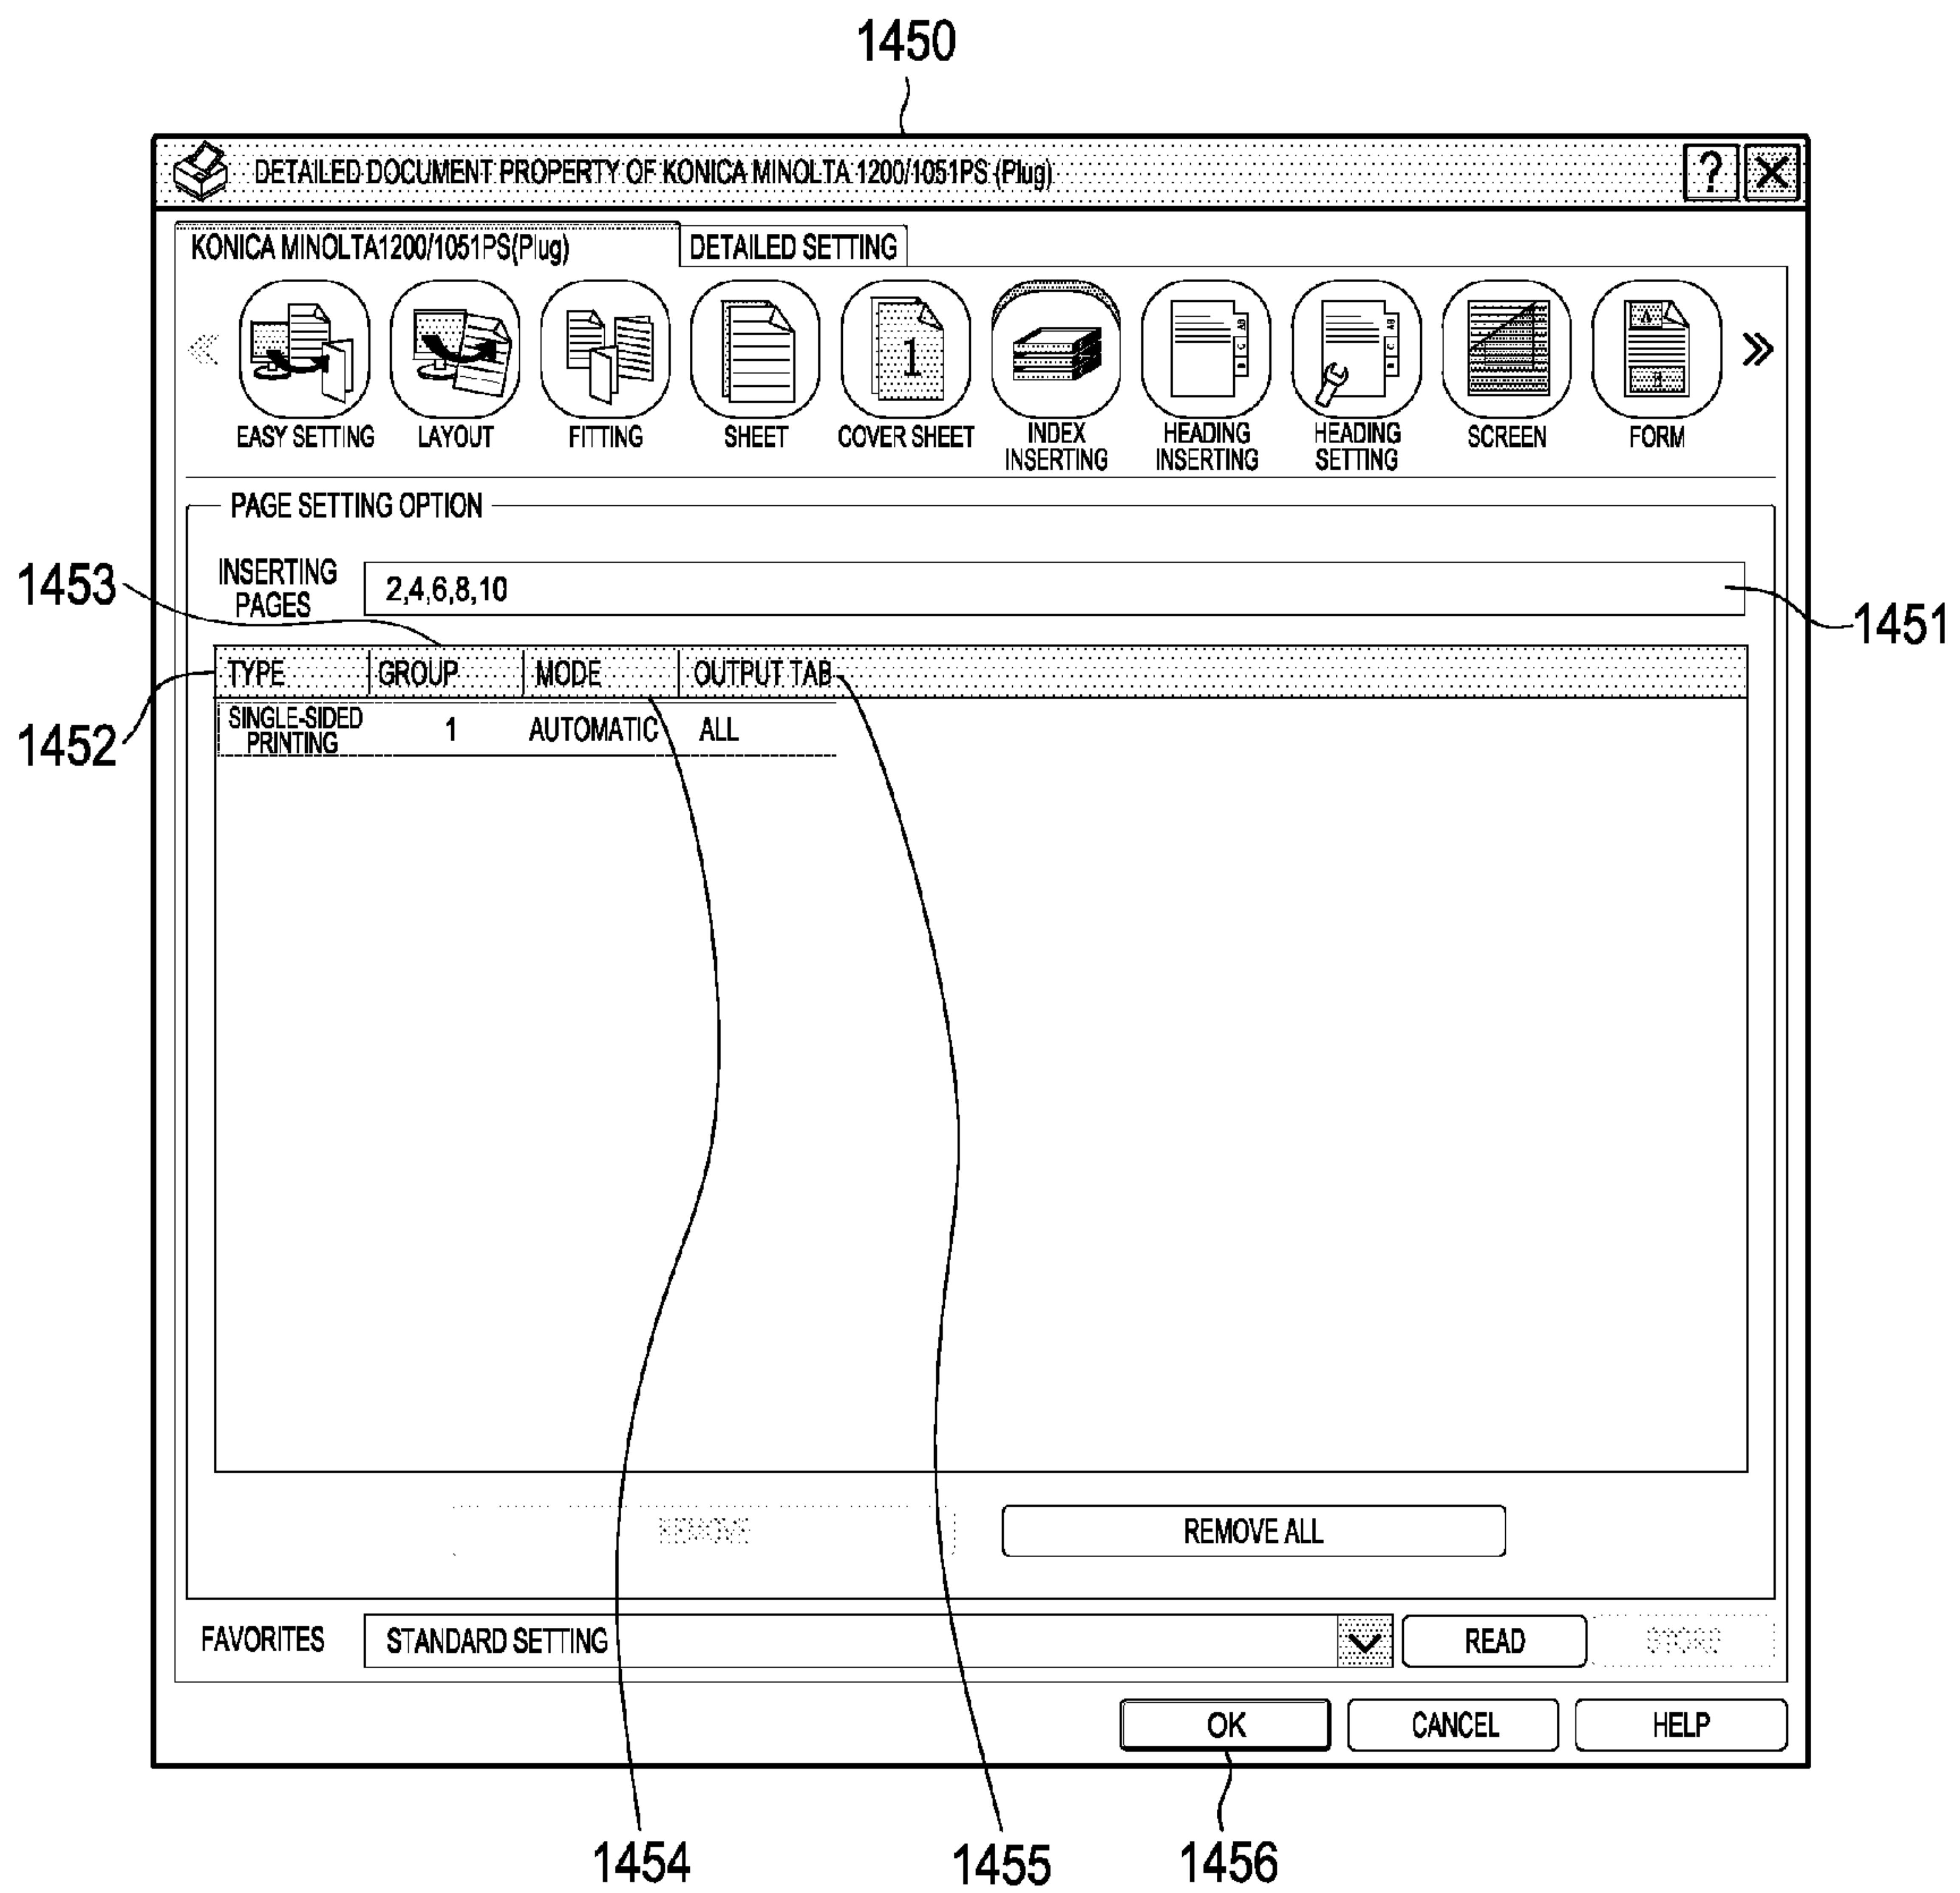 1450
DETAILED DOCUMENT PROPERTY OF KONICA MINOLTA 1200/1051PS (Plug)
?
KONICA MINOLTA1200/1051PS(Plug)
DETAILED SETTING
EASY SETTING
LAYOUT
FITTING
SHEET
1
COVER SHEET
INDEX
INSERTING
HEADING
INSERTING
HEADING
SETTING
SCREEN
FORM
PAGE SETTING OPTION
INSERTING
PAGES
2,4,6,8,10
1453
1451
TYPE
GROUP
MODE
OUTPUT TAB
1452
SINGLE-SIDED
PRINTING
1
AUTOMATIC
ALL
REMOVE
REMOVE ALL
FAVORITES
STANDARD SETTING
READ
STORE
OK
CANCEL
HELP
1454
1455
1456